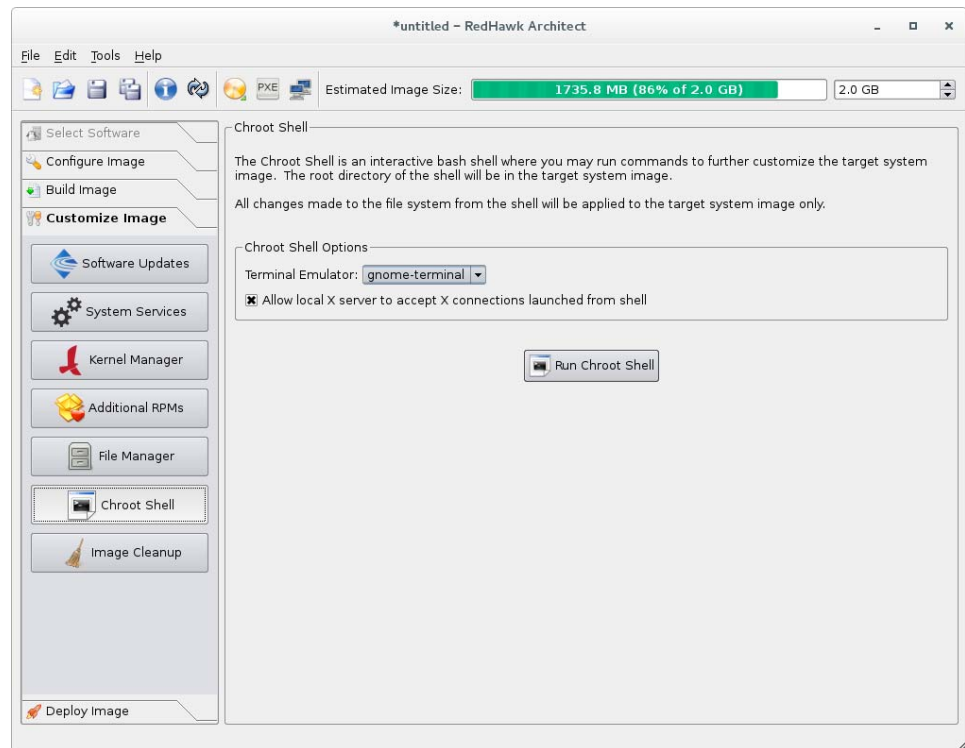 *untitled – RedHawk Architect
File Edit Tools Help
PXE
Estimated Image Size:
1735.8 MB (86% of 2.0 GB)
2.0 GB
Select Software
Configure Image
Build Image
Customize Image
Software Updates
System Services
Kernel Manager
Additional RPMs
File Manager
Chroot Shell
Image Cleanup
Deploy Image
Chroot Shell
The Chroot Shell is an interactive bash shell where you may run commands to further customize the target system
image. The root directory of the shell will be in the target system image.
All changes made to the file system from the shell will be applied to the target system image only.
Chroot Shell Options
Terminal Emulator: gnome-terminal
Allow local X server to accept X connections launched from shell
Run Chroot Shell